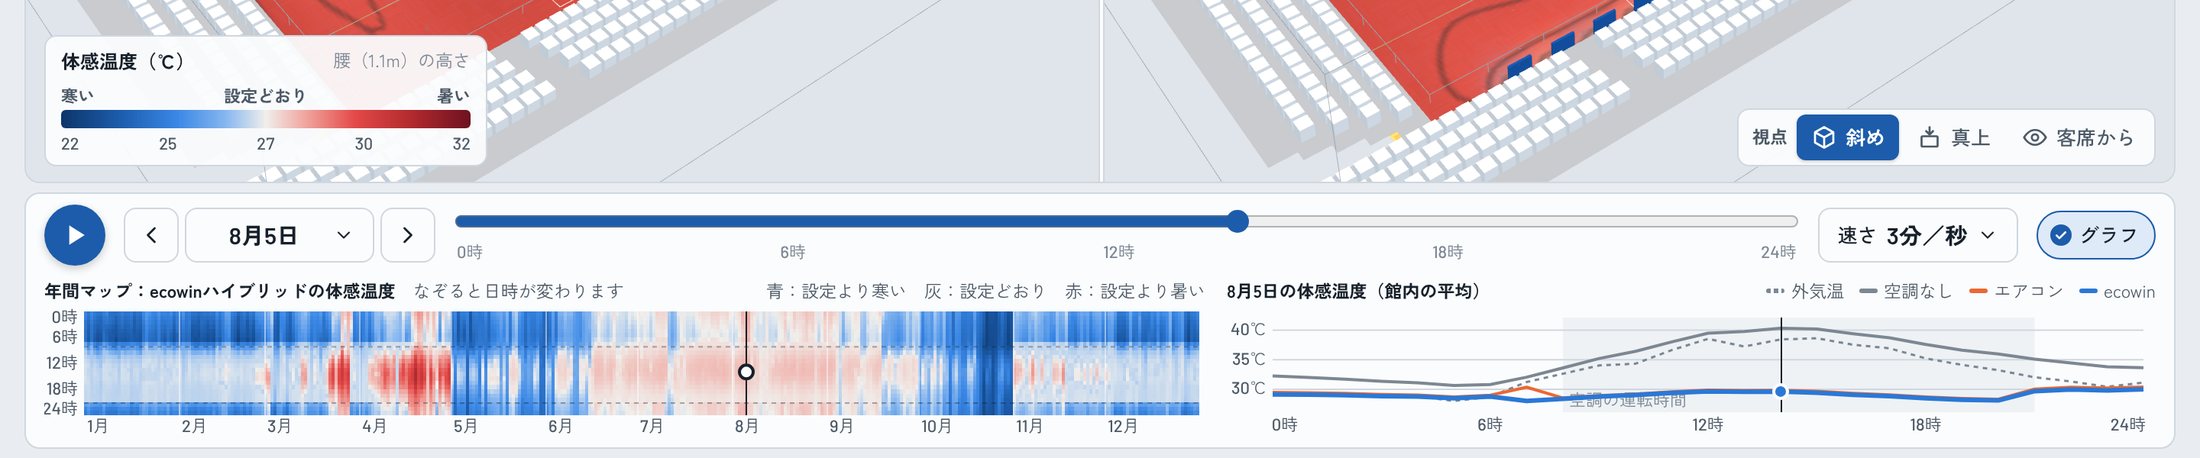 体感温度（℃） 腰（1.1m）の高さ
寒い 設定どおり 暑い
22 25 27 30 32
視点 斜め 真上 客席から
8月5日
0時 6時 12時 18時 24時
速さ 3分／秒
グラフ
年間マップ：ecowinハイブリッドの体感温度 なぞると日時が変わります 青：設定より寒い 灰：設定どおり 赤：設定より暑い
0時
6時
12時
18時
24時
1月 2月 3月 4月 5月 6月 7月 8月 9月 10月 11月 12月
8月5日の体感温度（館内の平均） 外気温 空調なし エアコン ecowin
40℃
35℃
30℃
空調の運転時間
0時 6時 12時 18時 24時